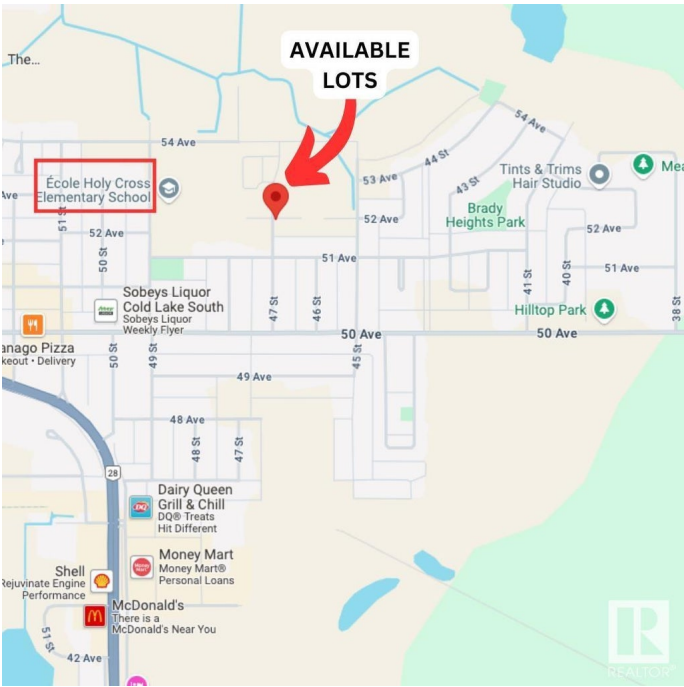 AVAILABLE
LOTS
The...
54 Ave
54 Ave
École Holy Cross
Elementary School
44 St
53 Ave
43 St
Tints & Trims
Hair Studio
Mea
Ave
51 St
52 Ave
52 Ave
Brady
Heights Park
52 Ave
50 St
51 Ave
51 Ave
41 St
40 St
Sobeys Liquor
Cold Lake South
Sobeys Liquor
Weekly Flyer
47 St
46 St
Hilltop Park
38 St
50 Ave
50 Ave
anago Pizza
keout • Delivery
50 St
49 St
45 St
49 Ave
48 Ave
48 St
47 St
28
DQ
Dairy Queen
Grill & Chill
DQ® Treats
Hit Different
Money Mart
Money Mart®
Personal Loans
Shell
Rejuvinate Engine
Performance
McDonald's
There is a
McDonald's Near You
51 St
42 Ave
R
REALTOR®